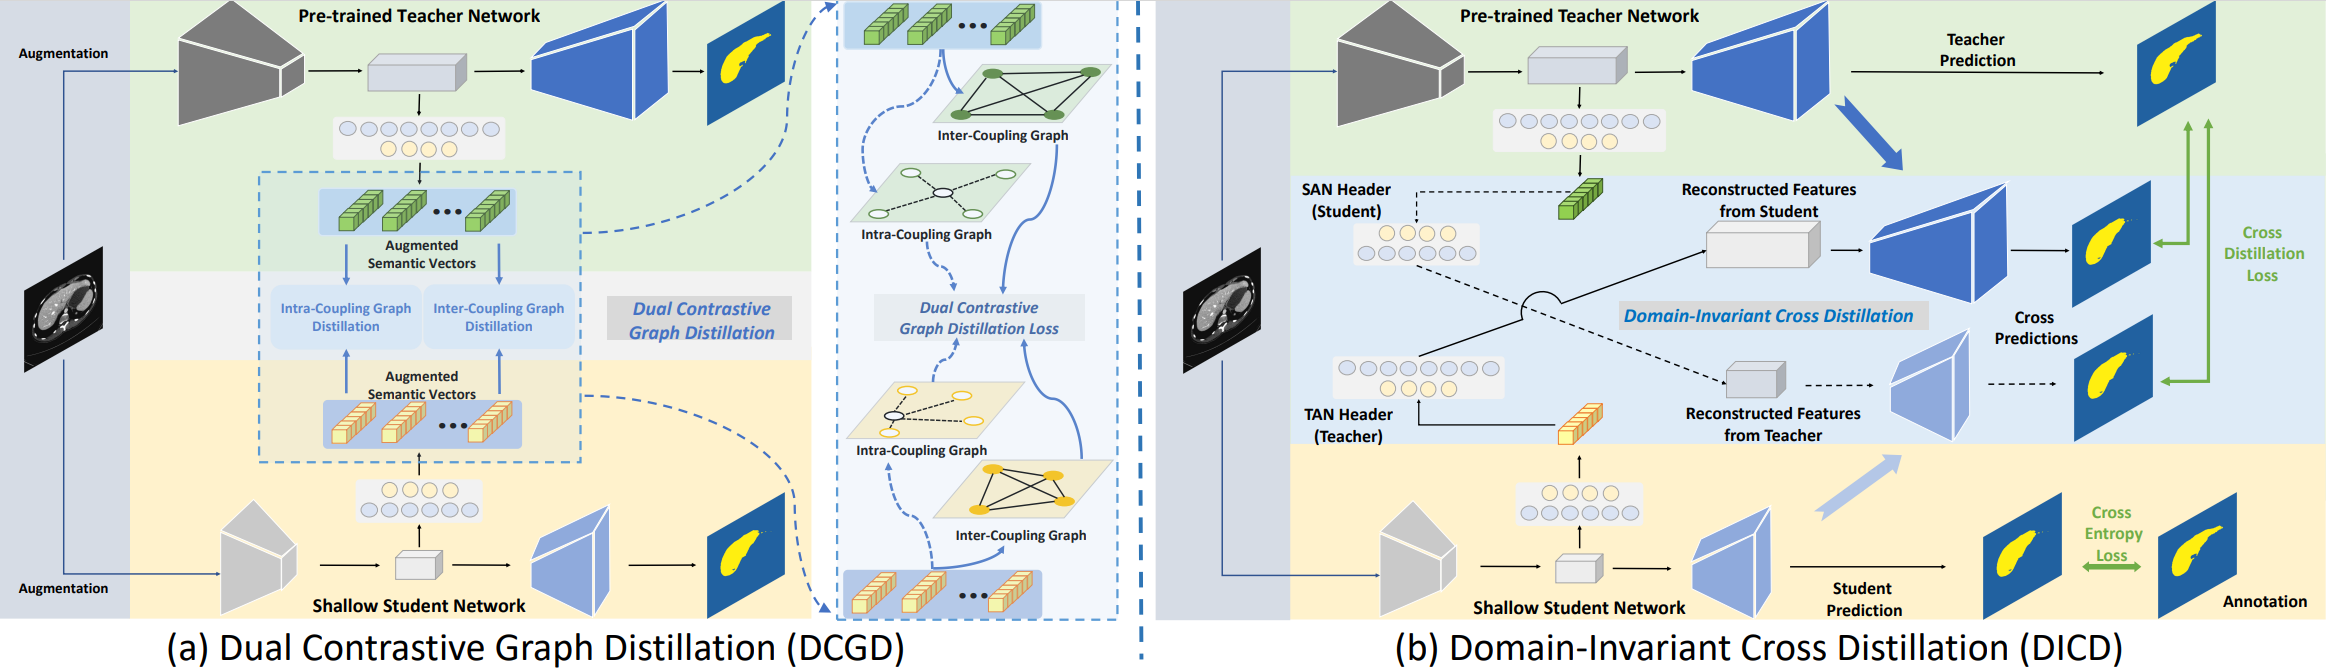 Pre-trained Teacher Network
Augmentation
Augmented
Semantic Vectors
Intra-Coupling Graph
Distillation
Inter-Coupling Graph
Distillation
Dual Contrastive
Graph Distillation
Augmented
Semantic Vectors
Augmentation
Shallow Student Network
Inter-Coupling Graph
Intra-Coupling Graph
Dual Contrastive
Graph Distillation Loss
Intra-Coupling Graph
Inter-Coupling Graph
(a) Dual Contrastive Graph Distillation (DCGD)
Pre-trained Teacher Network
Teacher
Prediction
SAN Header
(Student)
Reconstructed Features
from Student
Cross
Distillation
Loss
Domain-Invariant Cross Distillation
Cross
Predictions
TAN Header
(Teacher)
Reconstructed Features
from Teacher
Cross
Entropy
Loss
Shallow Student Network
Student
Prediction
Annotation
(b) Domain-Invariant Cross Distillation (DICD)